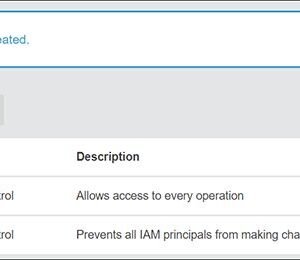 eated.
Description
trol Allows access to every operation
trol Prevents all IAM principals from making cha